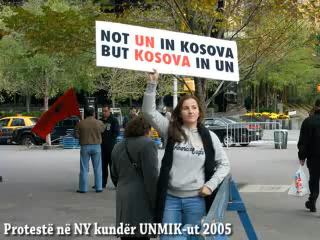 NOT UN IN KOSOVA
BUT KOSOVA IN UN
Protestë në NY kundër UNMIK-ut 2005